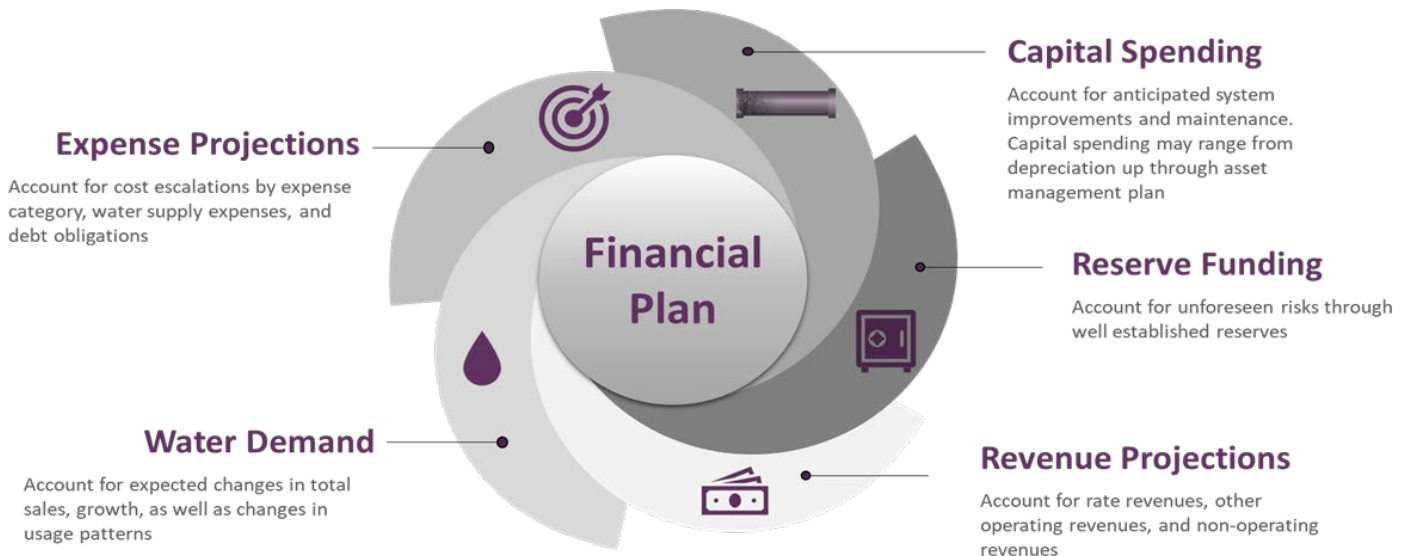 Capital Spending
Account for anticipated system
improvements and maintenance.
Capital spending may range from
depreciation up through asset
management plan
Expense Projections
Account for cost escalations by expense
category, water supply expenses, and
debt obligations
Financial
Plan
Reserve Funding
Account for unforeseen risks through
well established reserves
Water Demand
Account for expected changes in total
sales, growth, as well as changes in
usage patterns
Revenue Projections
Account for rate revenues, other
operating revenues, and non-operating
revenues